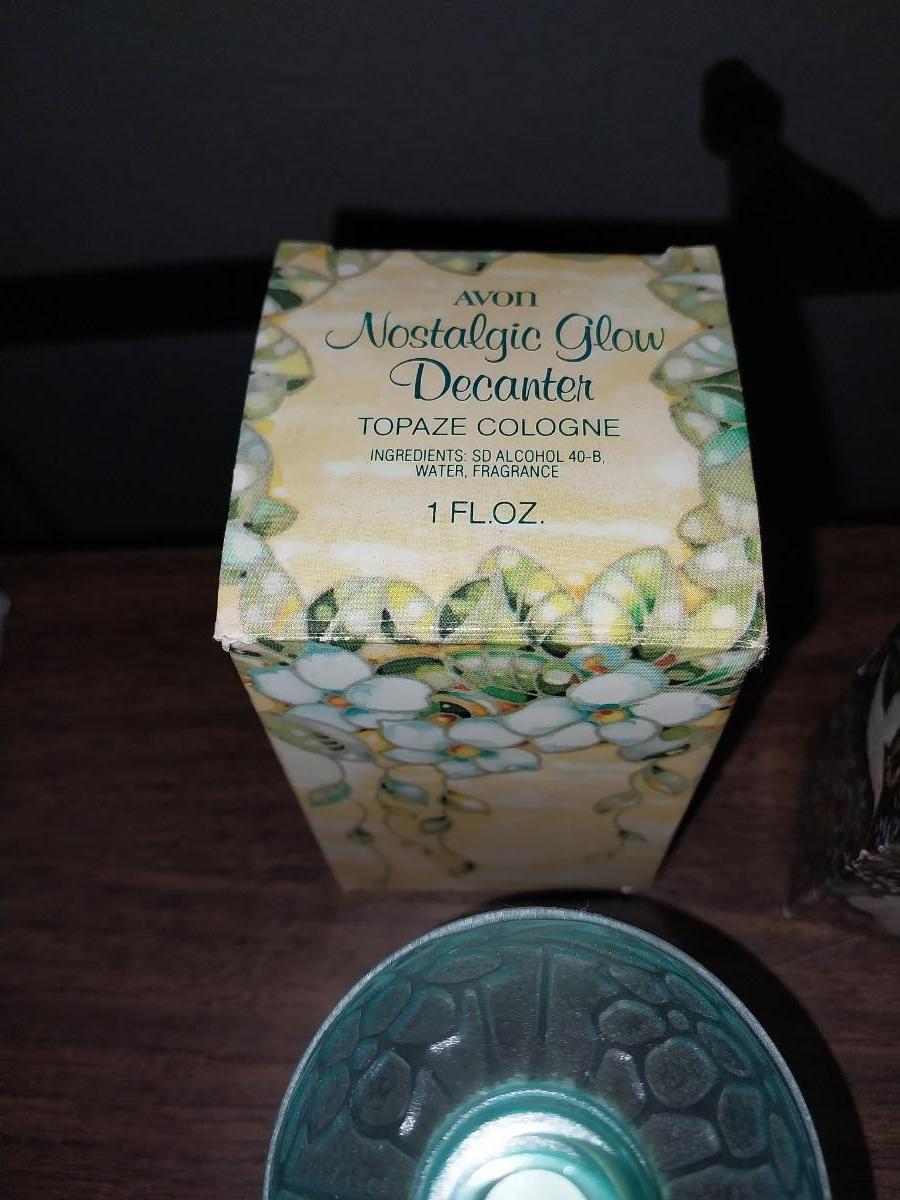 AVON
Nostalgic Glow
Decanter
TOPAZE COLOGNE
INGREDIENTS: SD ALCOHOL 40-B,
WATER, FRAGRANCE
1 FL.OZ.